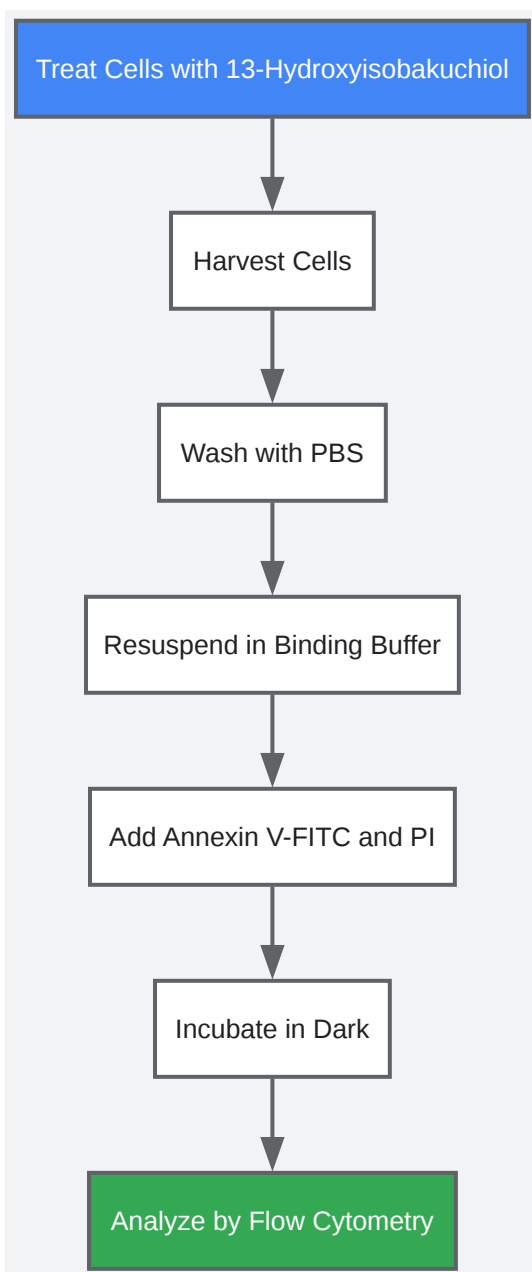 Treat Cells with 13-Hydroxyisobakuchiol
Harvest Cells
Wash with PBS
Resuspend in Binding Buffer
Add Annexin V-FITC and PI
Incubate in Dark
Analyze by Flow Cytometry